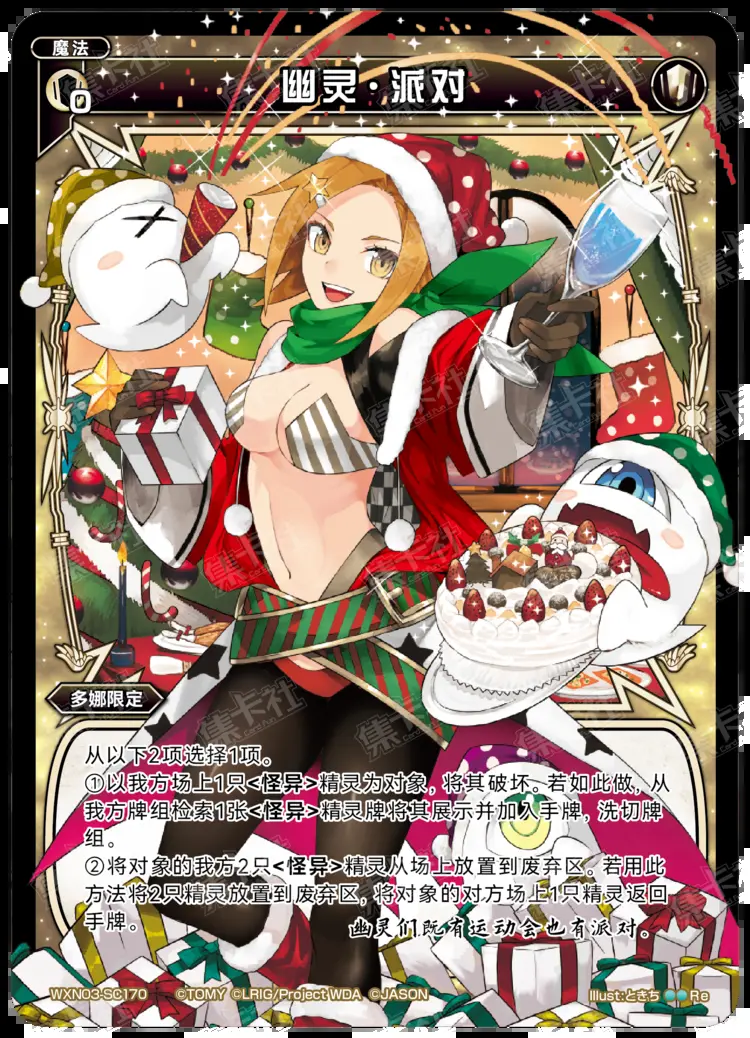 魔法
0
幽灵·派对
多娜限定
从以下2项选择1项。
①以我方场上1只<怪异>精灵为对象，将其破坏。若如此做，从
我方牌组检索1张<怪异>精灵牌将其展示并加入手牌，洗切牌
组。
②将对象的我方2只<怪异>精灵从场上放置到废弃区。若用此
方法将2只精灵放置到废弃区，将对象的对方场上1只精灵返回
手牌。
幽灵们既有运动会也有派对。
WXN03-SC170 ©TOMY ©LRIG/Project WDA ©JASON
Illust:ときち Re
集卡社